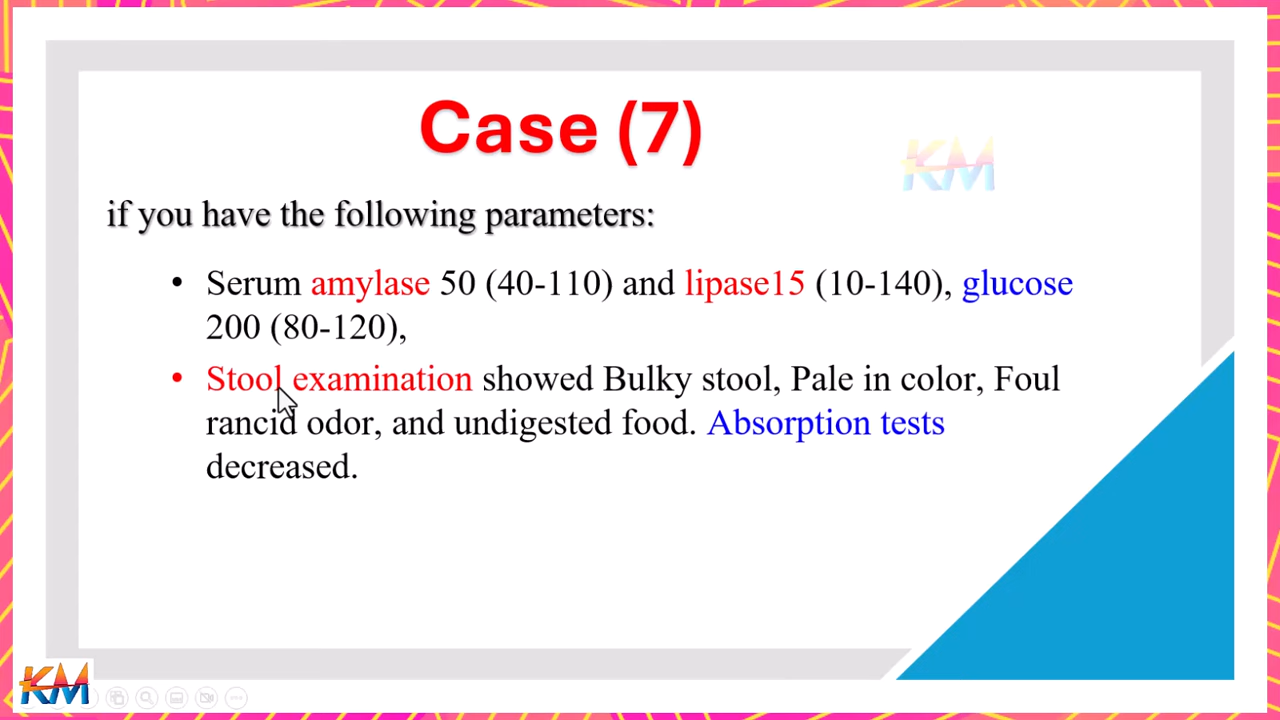 Case (7)
KM
if you have the following parameters:
• Serum amylase 50 (40-110) and lipase15 (10-140), glucose
200 (80-120),
• Stool examination showed Bulky stool, Pale in color, Foul
rancid odor, and undigested food. Absorption tests
decreased.
KM